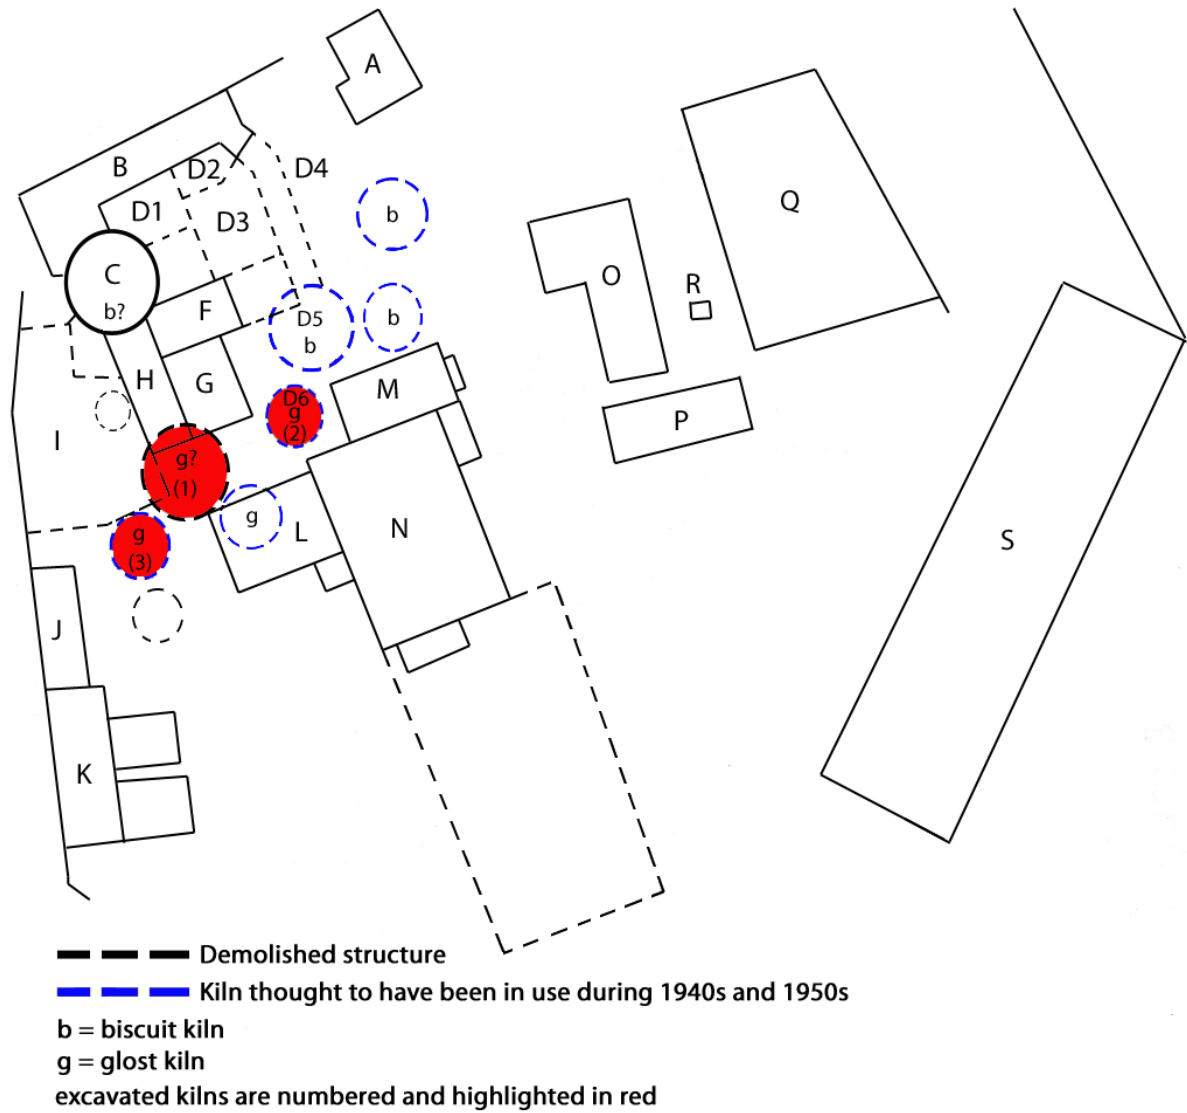 A
B
D2
D4
D1
D3
b
Q
C
b?
O
R
F
D5
b
b
H
G
M
D6
g
(2)
P
I
g?
(1)
g
L
N
S
g
(3)
J
K
Demolished structure
Kiln thought to have been in use during 1940s and 1950s
b = biscuit kiln
g = glost kiln
excavated kilns are numbered and highlighted in red